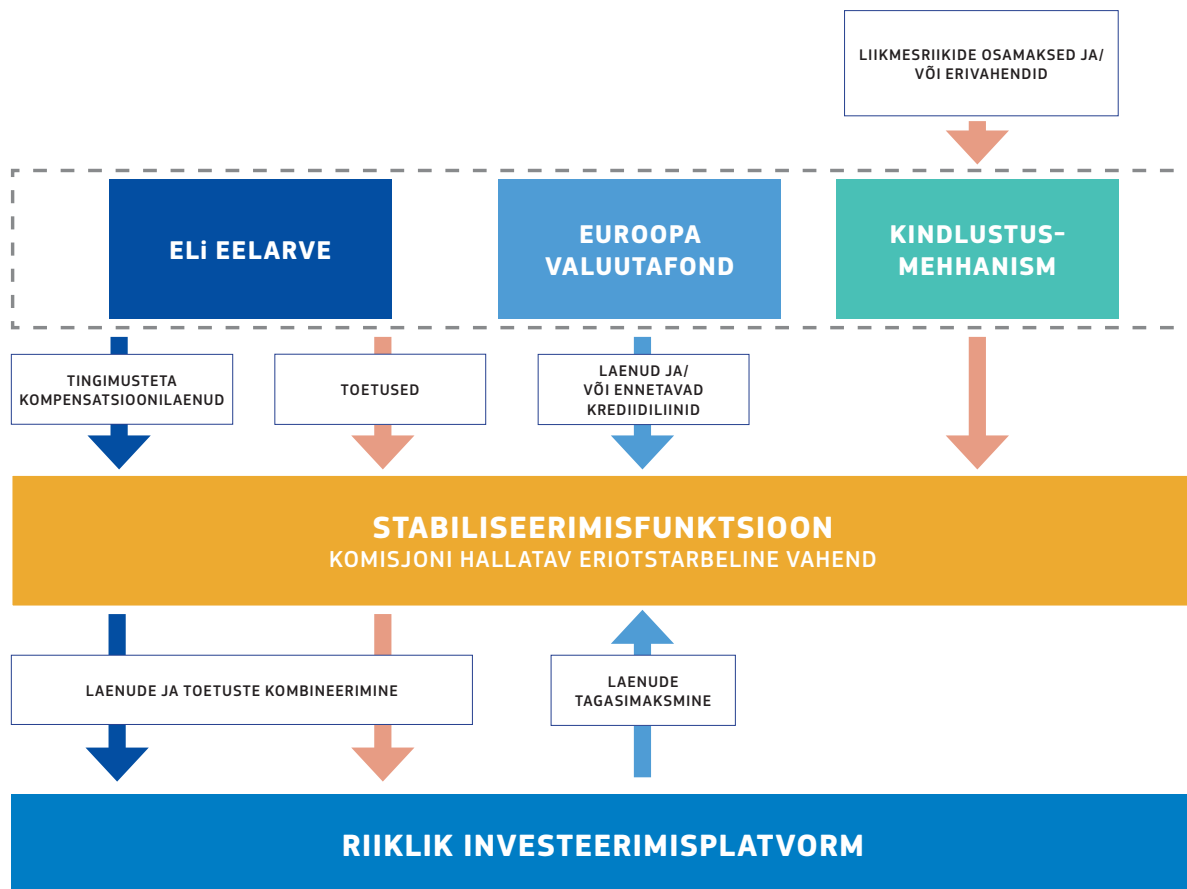 LIIKMESRIIKIDE OSAMAKSED JA/
VÕI ERIVAHENDID
ELi EELARVE
EUROOPA
VALUUTAFOND
KINDLUSTUS-
MEHHANISM
TINGIMUSTETA
KOMPENSATSIOONILAENUD
TOETUSED
LAENUD JA/
VÕI ENNETAVAD
KREDIIDILIINID
STABILISEERIMISFUNKTSIOON
KOMISJONI HALLATAV ERIOTSTARBELINE VAHEND
LAENUDE JA TOETUSTE KOMBINEERIMINE
LAENUDE
TAGASIMAKSMINE
RIIKLIK INVESTEERIMISPLATVORM